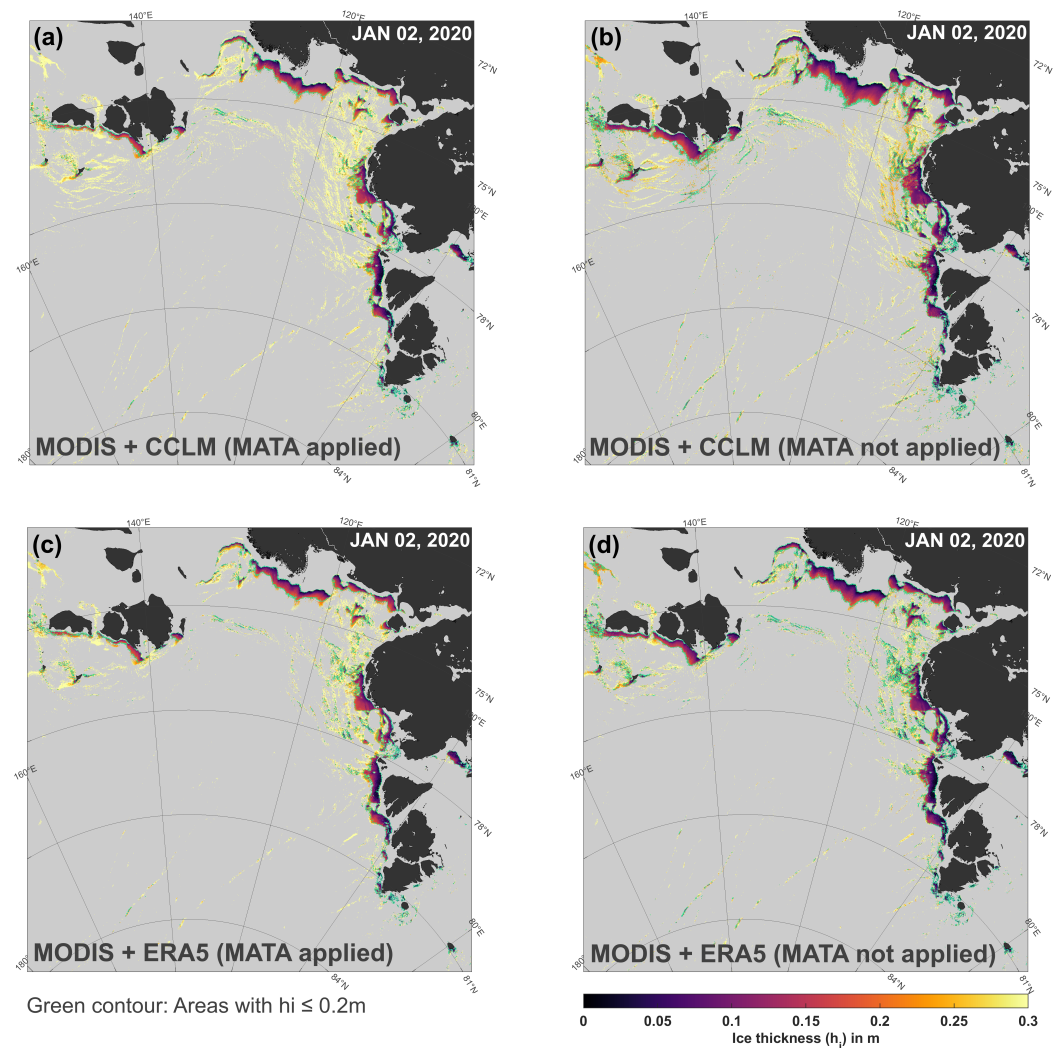 140°E
120°E
(a)
JAN 02, 2020
72°N
75°N
160°E
78°N
80°E
MODIS + CCLM (MATA applied)
84°N
81°N
140°E
120°E
(b)
JAN 02, 2020
72°N
75°N
160°E
78°N
80°E
MODIS + CCLM (MATA not applied)
84°N
81°N
140°E
120°E
(c)
JAN 02, 2020
72°N
75°N
160°E
78°N
80°E
MODIS + ERA5 (MATA applied)
84°N
81°N
140°E
120°E
(d)
JAN 02, 2020
72°N
75°N
160°E
78°N
80°E
MODIS + ERA5 (MATA not applied)
84°N
81°N
Green contour: Areas with hi ≤ 0.2m
0 0.05 0.1 0.15 0.2 0.25 0.3
Ice thickness (hi) in m